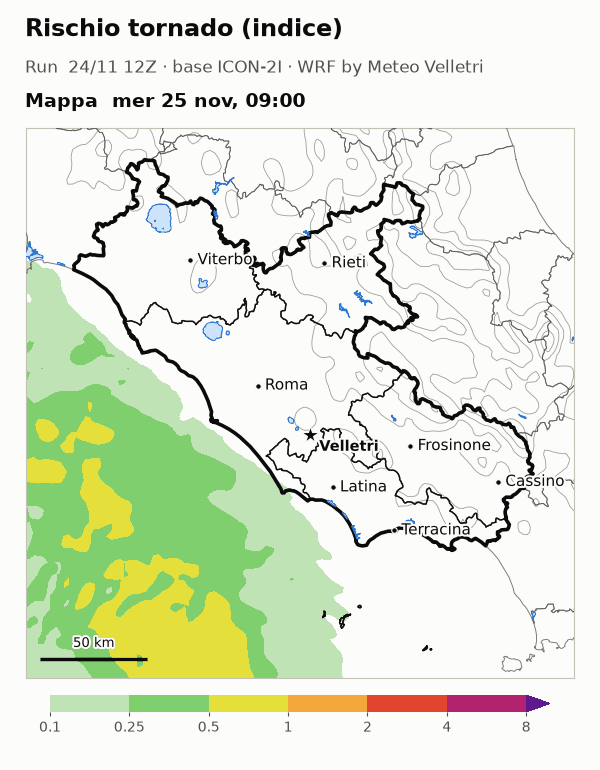 Rischio tornado (indice)
Run  24/11 12Z · base ICON-2I · WRF by Meteo Velletri
Mappa  mer 25 nov, 09:00
Viterbo
Rieti
Roma
Velletri
Frosinone
Cassino
Latina
Terracina
50 km
0.1 0.25 0.5 1 2 4 8